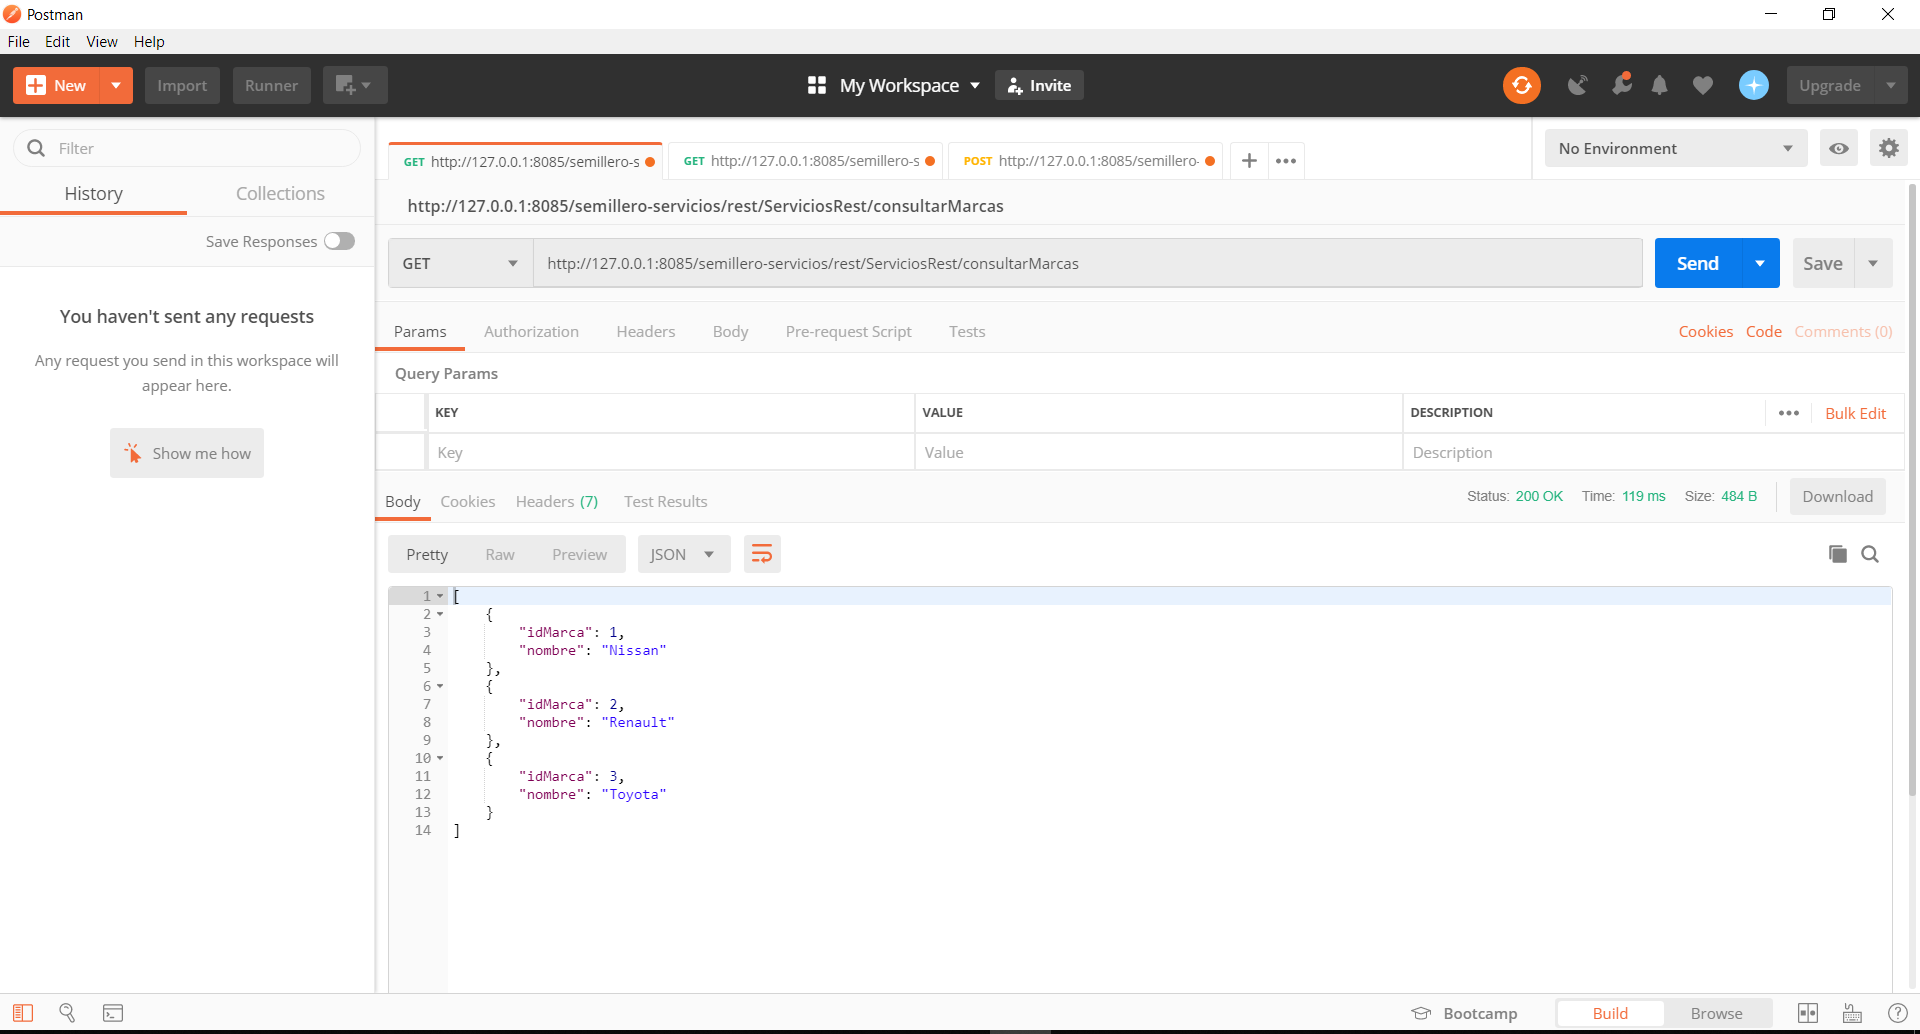 Postman
File Edit View Help
New Import Runner My Workspace Invite Upgrade
Filter
History Collections
Save Responses
You haven't sent any requests
Any request you send in this workspace will
appear here.
Show me how
GET http://127.0.0.1:8085/semillero-s GET http://127.0.0.1:8085/semillero-s POST http://127.0.0.1:8085/semillero- No Environment
http://127.0.0.1:8085/semillero-servicios/rest/ServiciosRest/consultarMarcas
GET http://127.0.0.1:8085/semillero-servicios/rest/ServiciosRest/consultarMarcas Send Save
Params Authorization Headers Body Pre-request Script Tests Cookies Code Comments (0)
Query Params
KEY VALUE DESCRIPTION Bulk Edit
Key Value Description
Body Cookies Headers (7) Test Results Status: 200 OK Time: 119 ms Size: 484 B Download
Pretty Raw Preview JSON
1 [
2 {
3 "idMarca": 1,
4 "nombre": "Nissan"
5 },
6 {
7 "idMarca": 2,
8 "nombre": "Renault"
9 },
10 {
11 "idMarca": 3,
12 "nombre": "Toyota"
13 }
14 ]
Bootcamp Build Browse